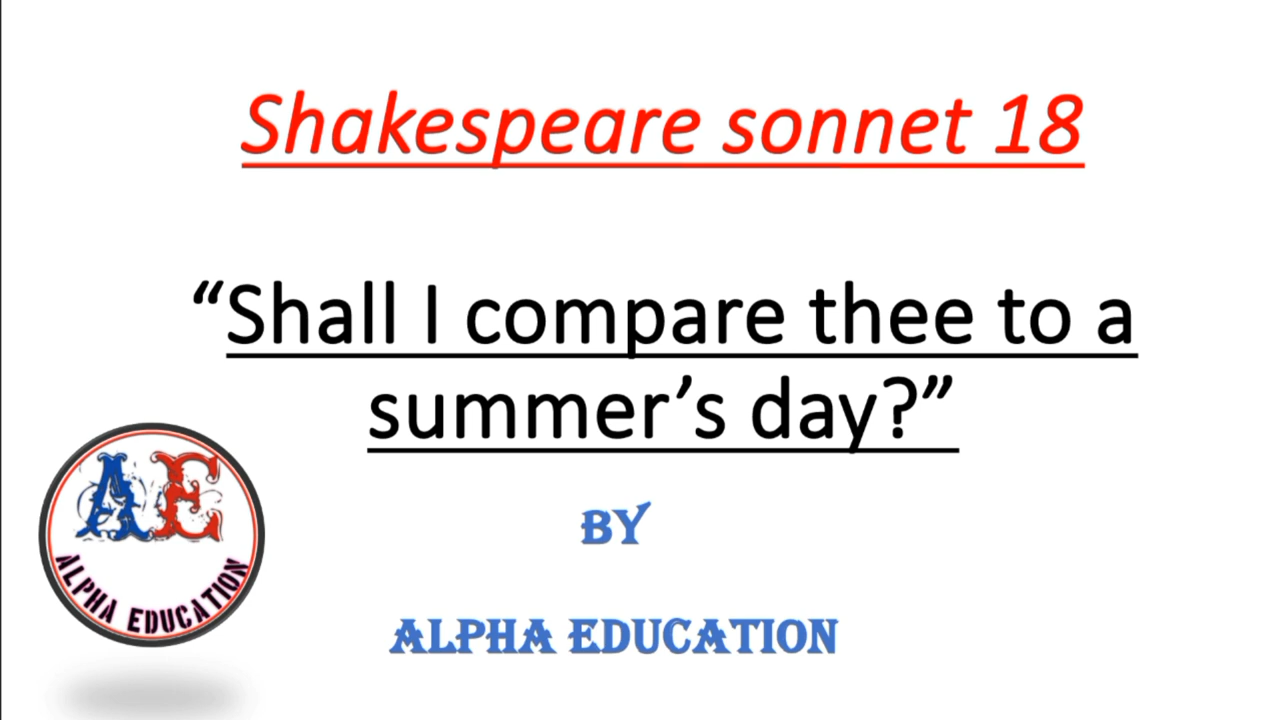 Shakespeare sonnet 18
“Shall I compare thee to a
summer’s day?”
BY
ALPHA EDUCATION
AE
ALPHA EDUCATION